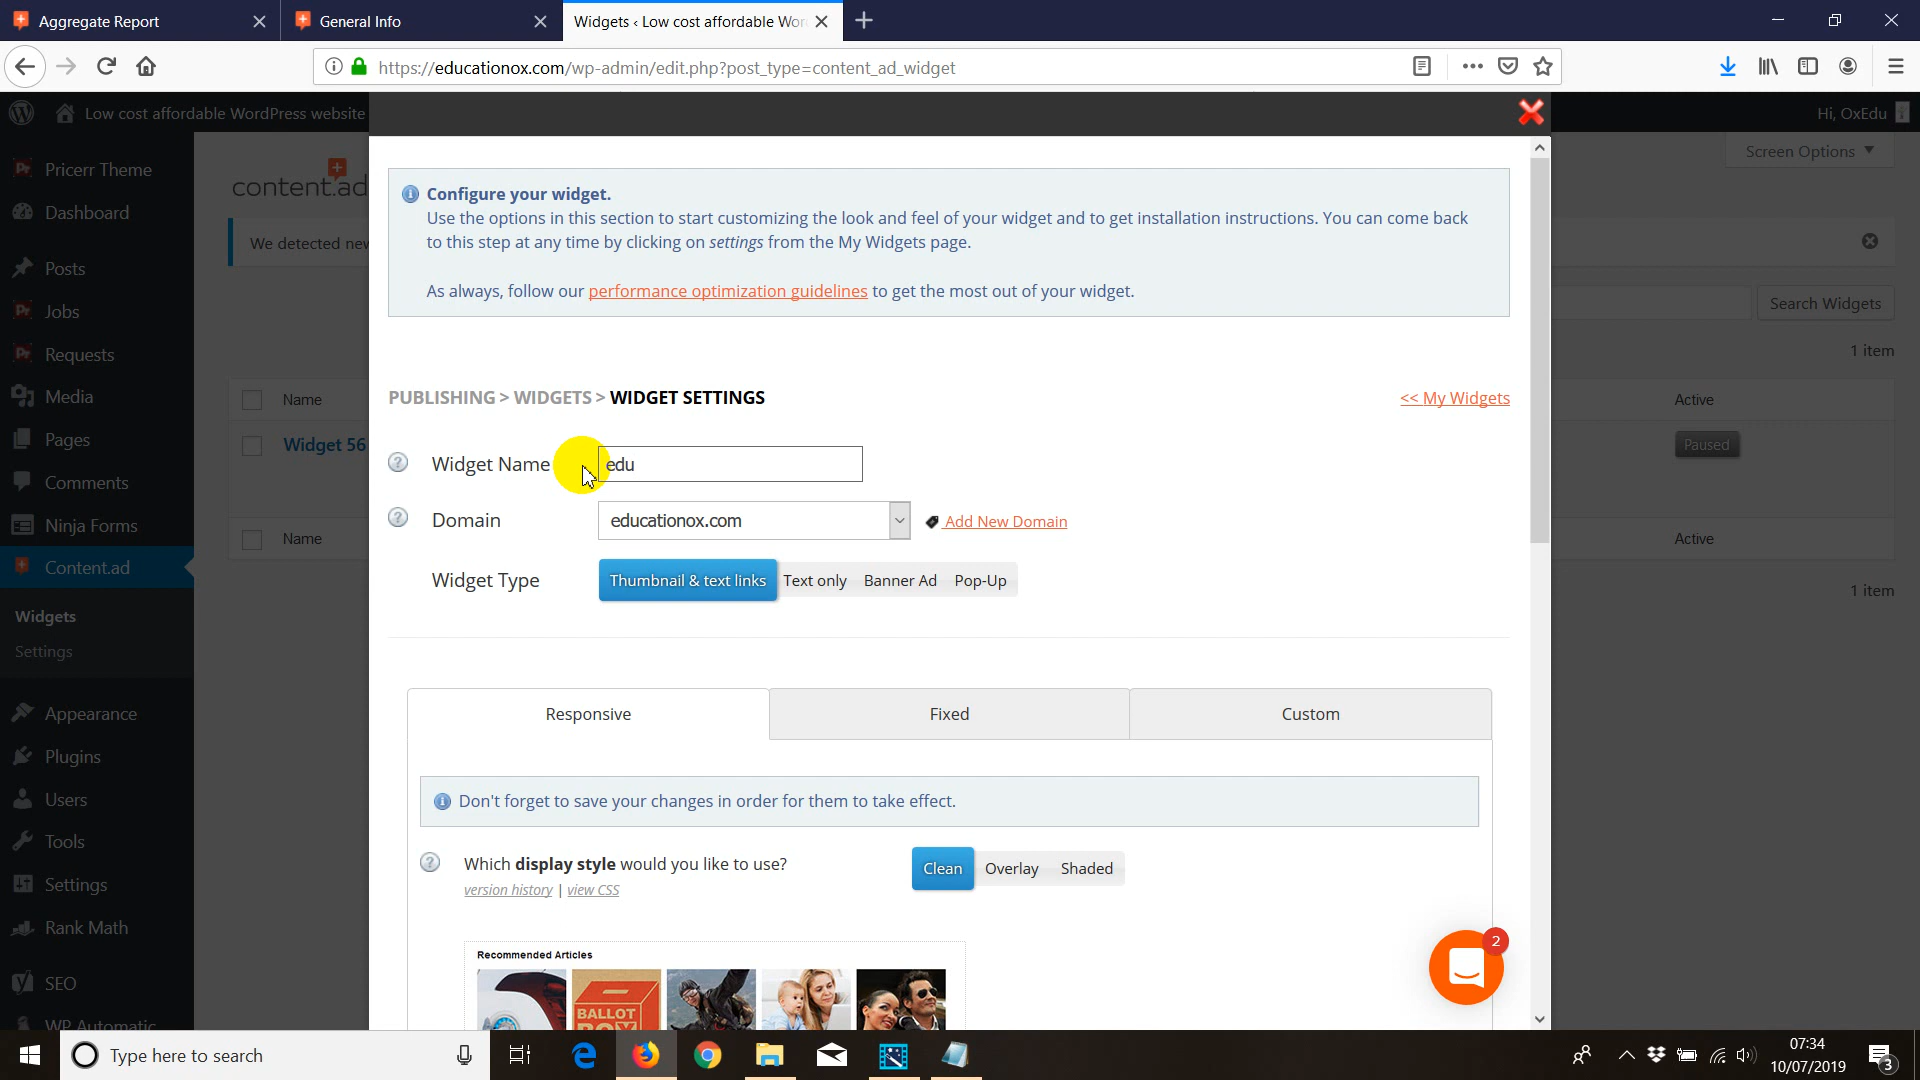 Aggregate Report
General Info
Widgets ‹ Low cost affordable Wor
https://educationox.com/wp-admin/edit.php?post_type=content_ad_widget
Low cost affordable WordPress website
Hi, OxEdu
Pricerr Theme
Dashboard
Posts
Jobs
Requests
Media
Pages
Comments
Ninja Forms
Content.ad
Widgets
Settings
Appearance
Plugins
Users
Tools
Settings
Rank Math
SEO
WP Automatic
content.ad
We detected new
Name
Widget 56
Name
Screen Options
Search Widgets
1 item
Active
Paused
Active
1 item
Configure your widget.
Use the options in this section to start customizing the look and feel of your widget and to get installation instructions. You can come back
to this step at any time by clicking on settings from the My Widgets page.
As always, follow our performance optimization guidelines to get the most out of your widget.
PUBLISHING > WIDGETS > WIDGET SETTINGS
<< My Widgets
Widget Name
edu
Domain
educationox.com
Add New Domain
Widget Type
Thumbnail & text links
Text only
Banner Ad
Pop-Up
Responsive
Fixed
Custom
Don't forget to save your changes in order for them to take effect.
Which display style would you like to use?
version history | view CSS
Clean
Overlay
Shaded
Recommended Articles
BALLOT
BOX
2
Type here to search
07:34
10/07/2019
3